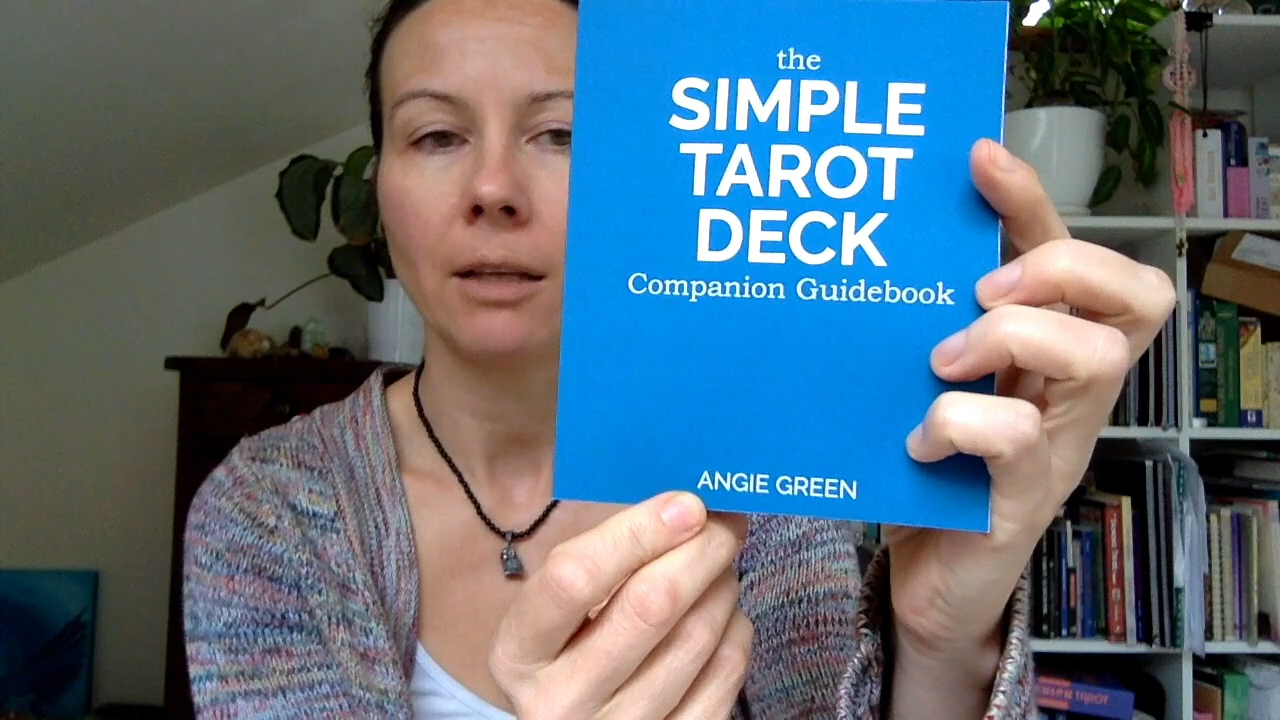 the
SIMPLE
TAROT
DECK
Companion Guidebook
ANGIE GREEN